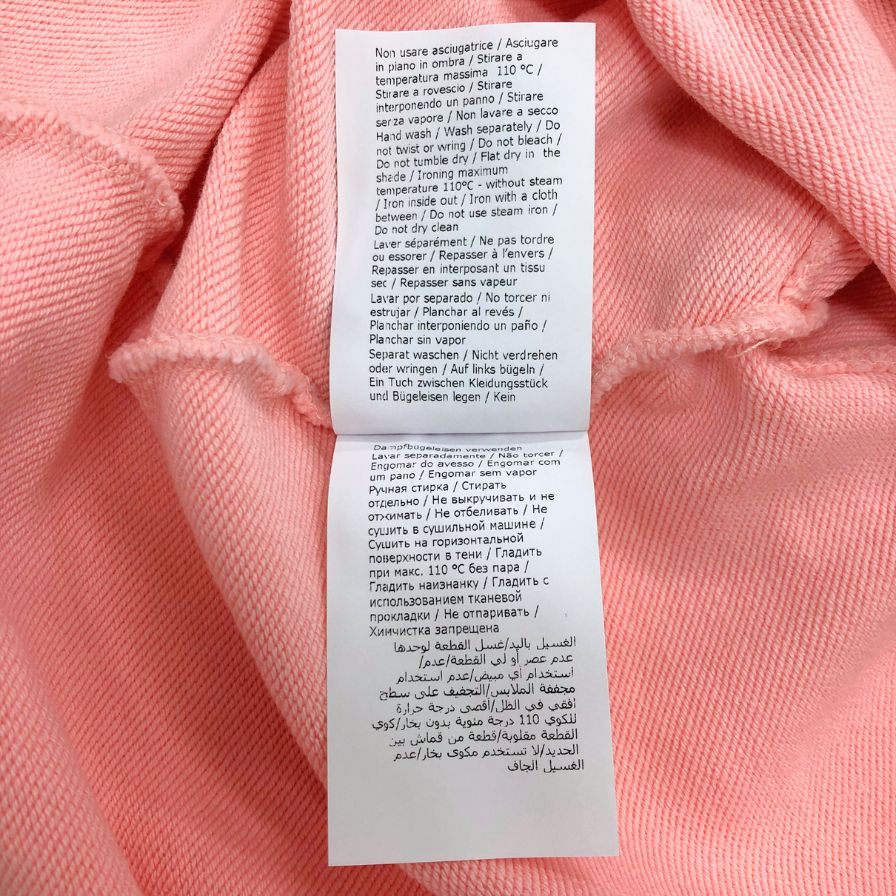 Non usare asciugatrice / Asciugare
in piano in ombra / Stirare a
temperatura massima 110 °C /
Stirare a rovescio / Stirare
interponendo un panno / Stirare
senza vapore / Non lavare a secco
Hand wash / Wash separately / Do
not twist or wring / Do not bleach /
Do not tumble dry / Flat dry in the
shade / Ironing maximum
temperature 110°C - without steam
/ Iron inside out / Iron with a cloth
between / Do not use steam iron /
Do not dry clean
Laver séparément / Ne pas tordre
ou essorer / Repasser à l'envers /
Repasser en interposant un tissu
sec / Repasser sans vapeur
Lavar por separado / No torcer ni
estrujar / Planchar al revés /
Planchar interponiendo un paño /
Planchar sin vapor
Separat waschen / Nicht verdrehen
oder wringen / Auf links bügeln /
Ein Tuch zwischen Kleidungsstück
und Bügeleisen legen / Kein
Dampfbügeleisen verwenden
Lavar separadamente / Não torcer /
Engomar do avesso / Engomar com
um pano / Engomar sem vapor
Ручная стирка / Стирать
отдельно / Не выкручивать и не
отжимать / Не отбеливать / Не
сушить в сушильной машине /
Сушить на горизонтальной
поверхности в тени / Гладить
при макс. 110 °C без пара /
Гладить наизнанку / Гладить с
использованием тканевой
прокладки / Не отпаривать /
Химчистка запрещена
الغسيل باليد/غسل القطعة لوحدها
/عدم عصر أو لي القطعة/عدم
استخدام أي مبيض/عدم استخدام
مجففة الملابس/التجفيف على سطح
أفقي في الظل/أقصى درجة حرارة
للكوي 110 درجة مئوية بدون بخار/كوي
القطعة مقلوبة/قطعة من قماش بين
الحديد/لا تستخدم مكوى بخار/عدم
الغسيل الجاف